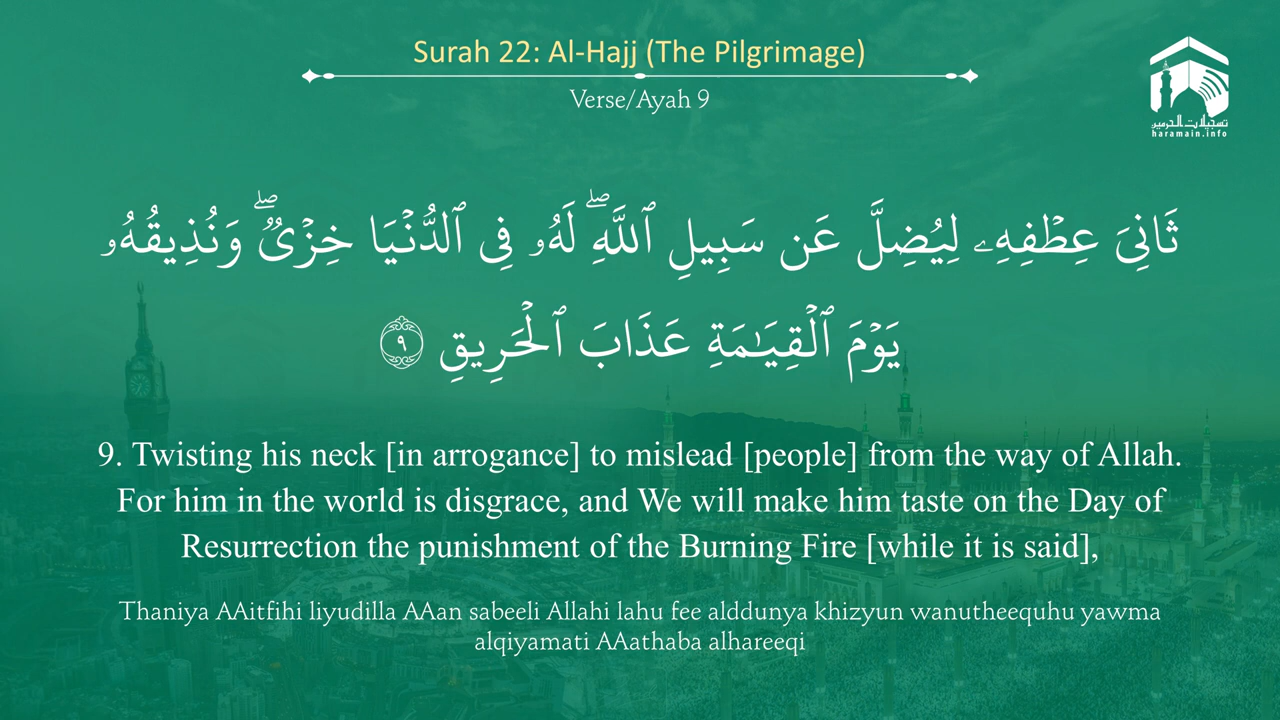 Surah 22: Al-Hajj (The Pilgrimage)
Verse/Ayah 9
تسجيلات الحرمين
haramain.info
ثَانِىَ عِطْفِهِۦ لِيُضِلَّ عَن سَبِيلِ ٱللَّهِ ۖ لَهُۥ فِى ٱلدُّنْيَا خِزْىٌ ۖ وَنُذِيقُهُۥ
يَوْمَ ٱلْقِيَـٰمَةِ عَذَابَ ٱلْحَرِيقِ ٩
9. Twisting his neck [in arrogance] to mislead [people] from the way of Allah.
For him in the world is disgrace, and We will make him taste on the Day of
Resurrection the punishment of the Burning Fire [while it is said],
Thaniya AAitfihi liyudilla AAan sabeeli Allahi lahu fee alddunya khizyun wanutheequhu yawma
alqiyamati AAathaba alhareeqi